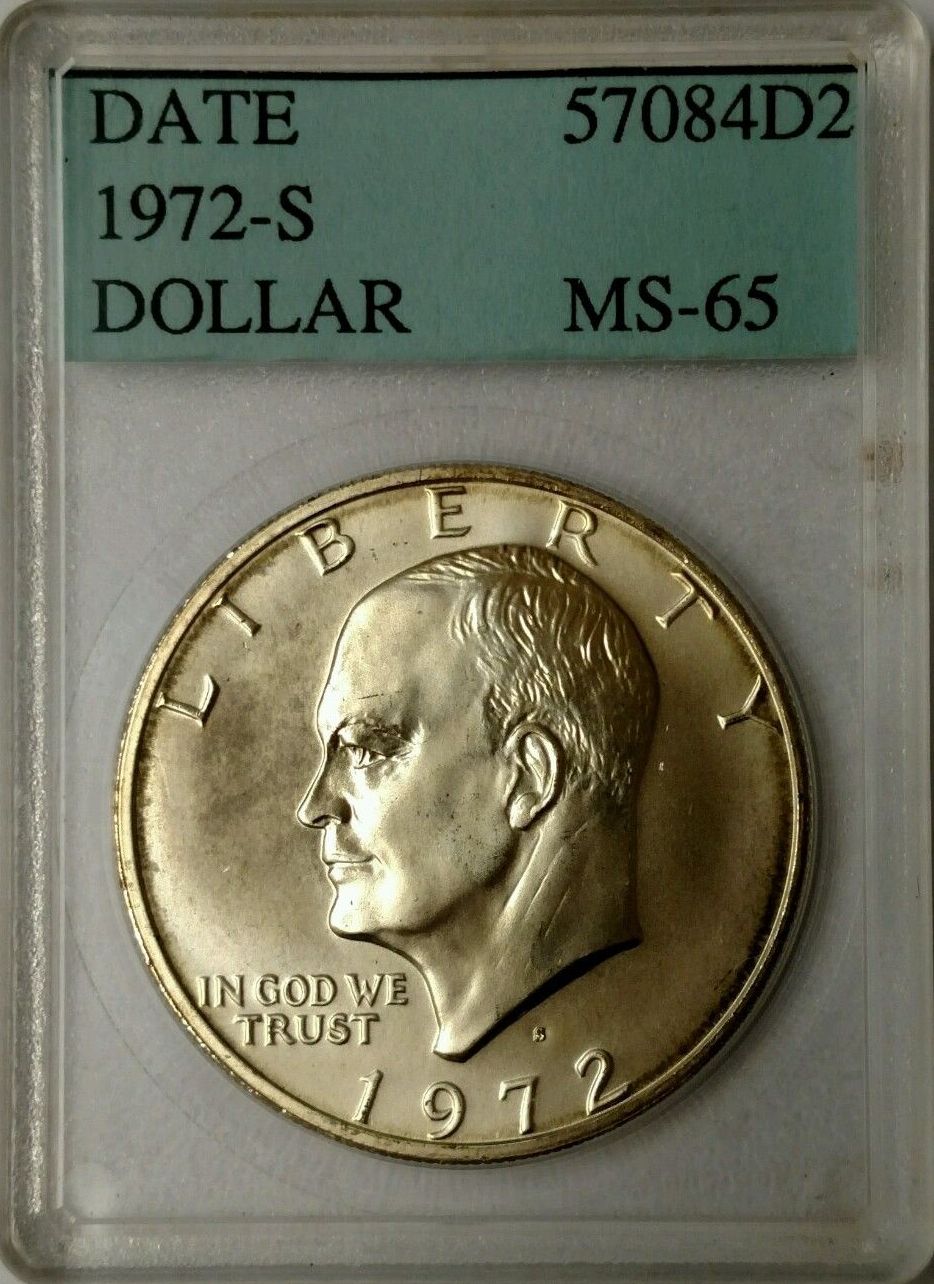 DATE 57084D2
1972-S
DOLLAR MS-65
LIBERTY
IN GOD WE
TRUST
S
1972